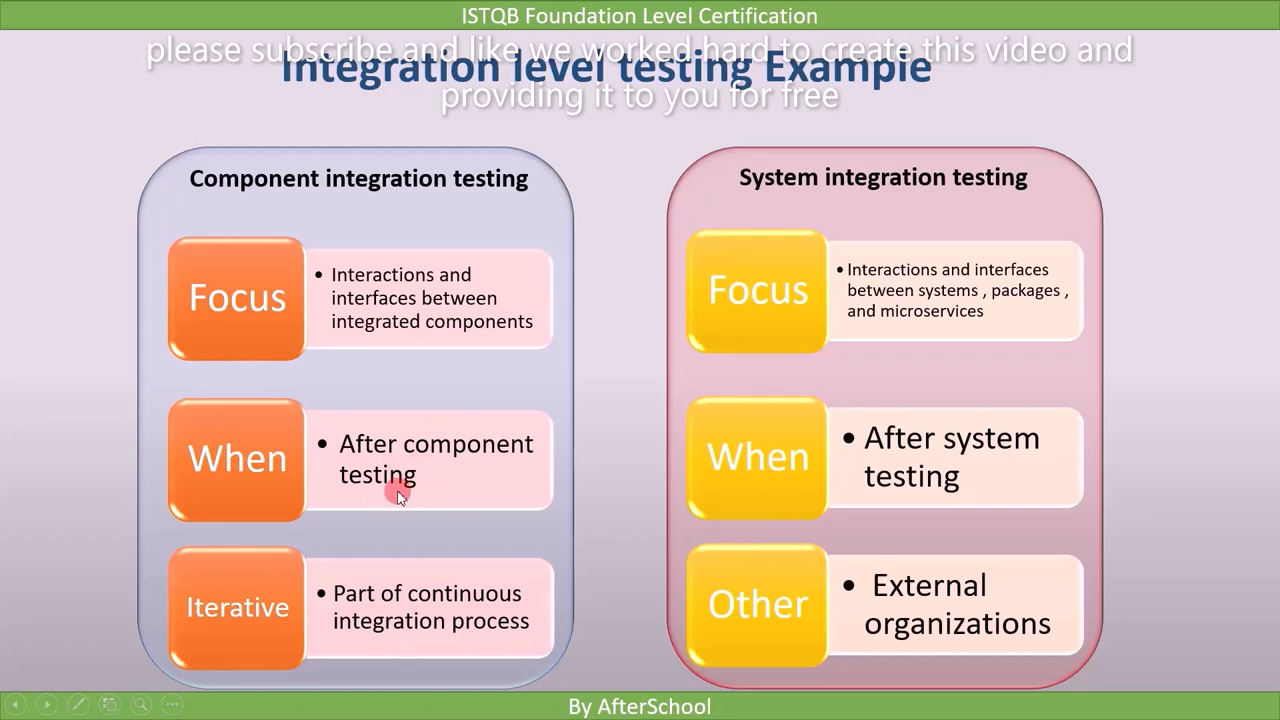 ISTQB Foundation Level Certification
please subscribe and like we worked hard to create this video and
providing it to you for free
Integration level testing Example
Component integration testing
Focus
• Interactions and
interfaces between
integrated components
When
• After component
testing
Iterative
• Part of continuous
integration process
System integration testing
Focus
• Interactions and interfaces
between systems , packages ,
and microservices
When
• After system
testing
Other
• External
organizations
By AfterSchool